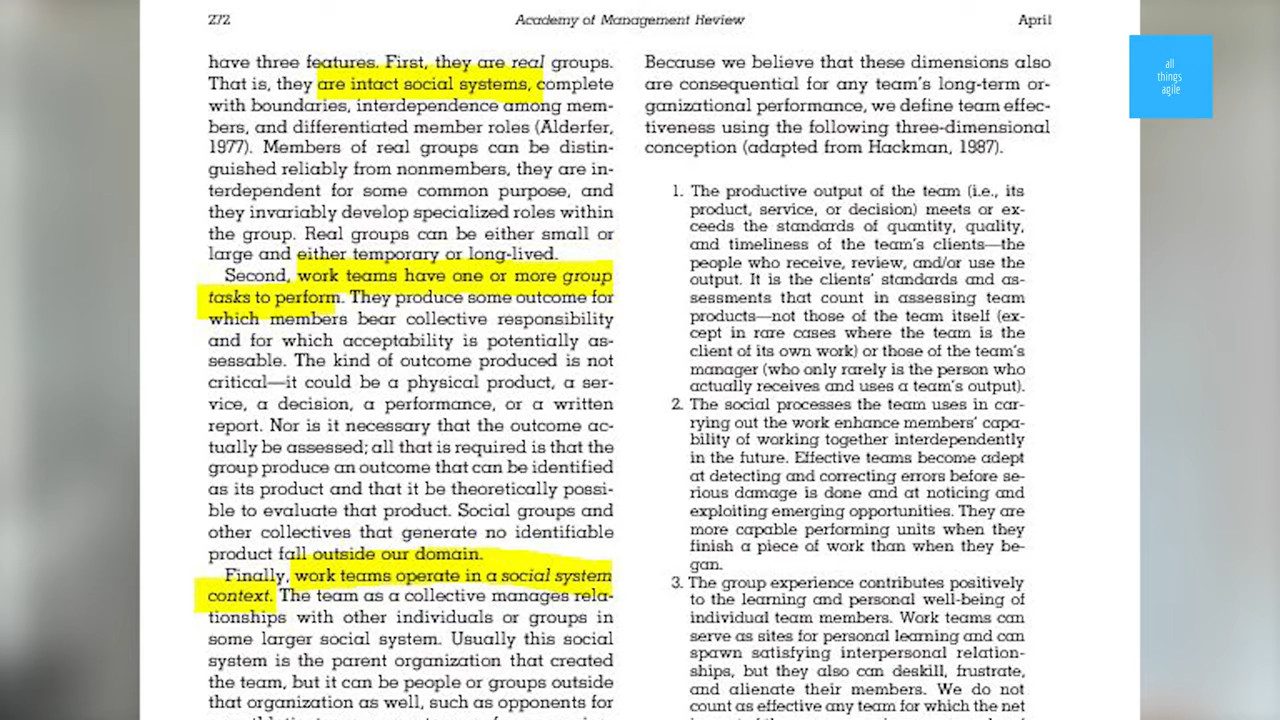 272
Academy of Management Review
April
all
things
agile
have three features. First, they are real groups.
That is, they are intact social systems, complete
with boundaries, interdependence among mem-
bers, and differentiated member roles (Alderfer,
1977). Members of real groups can be distin-
guished reliably from nonmembers, they are in-
terdependent for some common purpose, and
they invariably develop specialized roles within
the group. Real groups can be either small or
large and either temporary or long-lived.
Second, work teams have one or more group
tasks to perform. They produce some outcome for
which members bear collective responsibility
and for which acceptability is potentially as-
sessable. The kind of outcome produced is not
critical—it could be a physical product, a ser-
vice, a decision, a performance, or a written
report. Nor is it necessary that the outcome ac-
tually be assessed; all that is required is that the
group produce an outcome that can be identified
as its product and that it be theoretically possi-
ble to evaluate that product. Social groups and
other collectives that generate no identifiable
product fall outside our domain.
Finally, work teams operate in a social system
context. The team as a collective manages rela-
tionships with other individuals or groups in
some larger social system. Usually this social
system is the parent organization that created
the team, but it can be people or groups outside
that organization as well, such as opponents for
Because we believe that these dimensions also
are consequential for any team's long-term or-
ganizational performance, we define team effec-
tiveness using the following three-dimensional
conception (adapted from Hackman, 1987).
1. The productive output of the team (i.e., its
product, service, or decision) meets or ex-
ceeds the standards of quantity, quality,
and timeliness of the team's clients—the
people who receive, review, and/or use the
output. It is the clients' standards and as-
sessments that count in assessing team
products—not those of the team itself (ex-
cept in rare cases where the team is the
client of its own work) or those of the team's
manager (who only rarely is the person who
actually receives and uses a team's output).
2. The social processes the team uses in car-
rying out the work enhance members' capa-
bility of working together interdependently
in the future. Effective teams become adept
at detecting and correcting errors before se-
rious damage is done and at noticing and
exploiting emerging opportunities. They are
more capable performing units when they
finish a piece of work than when they be-
gan.
3. The group experience contributes positively
to the learning and personal well-being of
individual team members. Work teams can
serve as sites for personal learning and can
spawn satisfying interpersonal relation-
ships, but they also can deskill, frustrate,
and alienate their members. We do not
count as effective any team for which the net